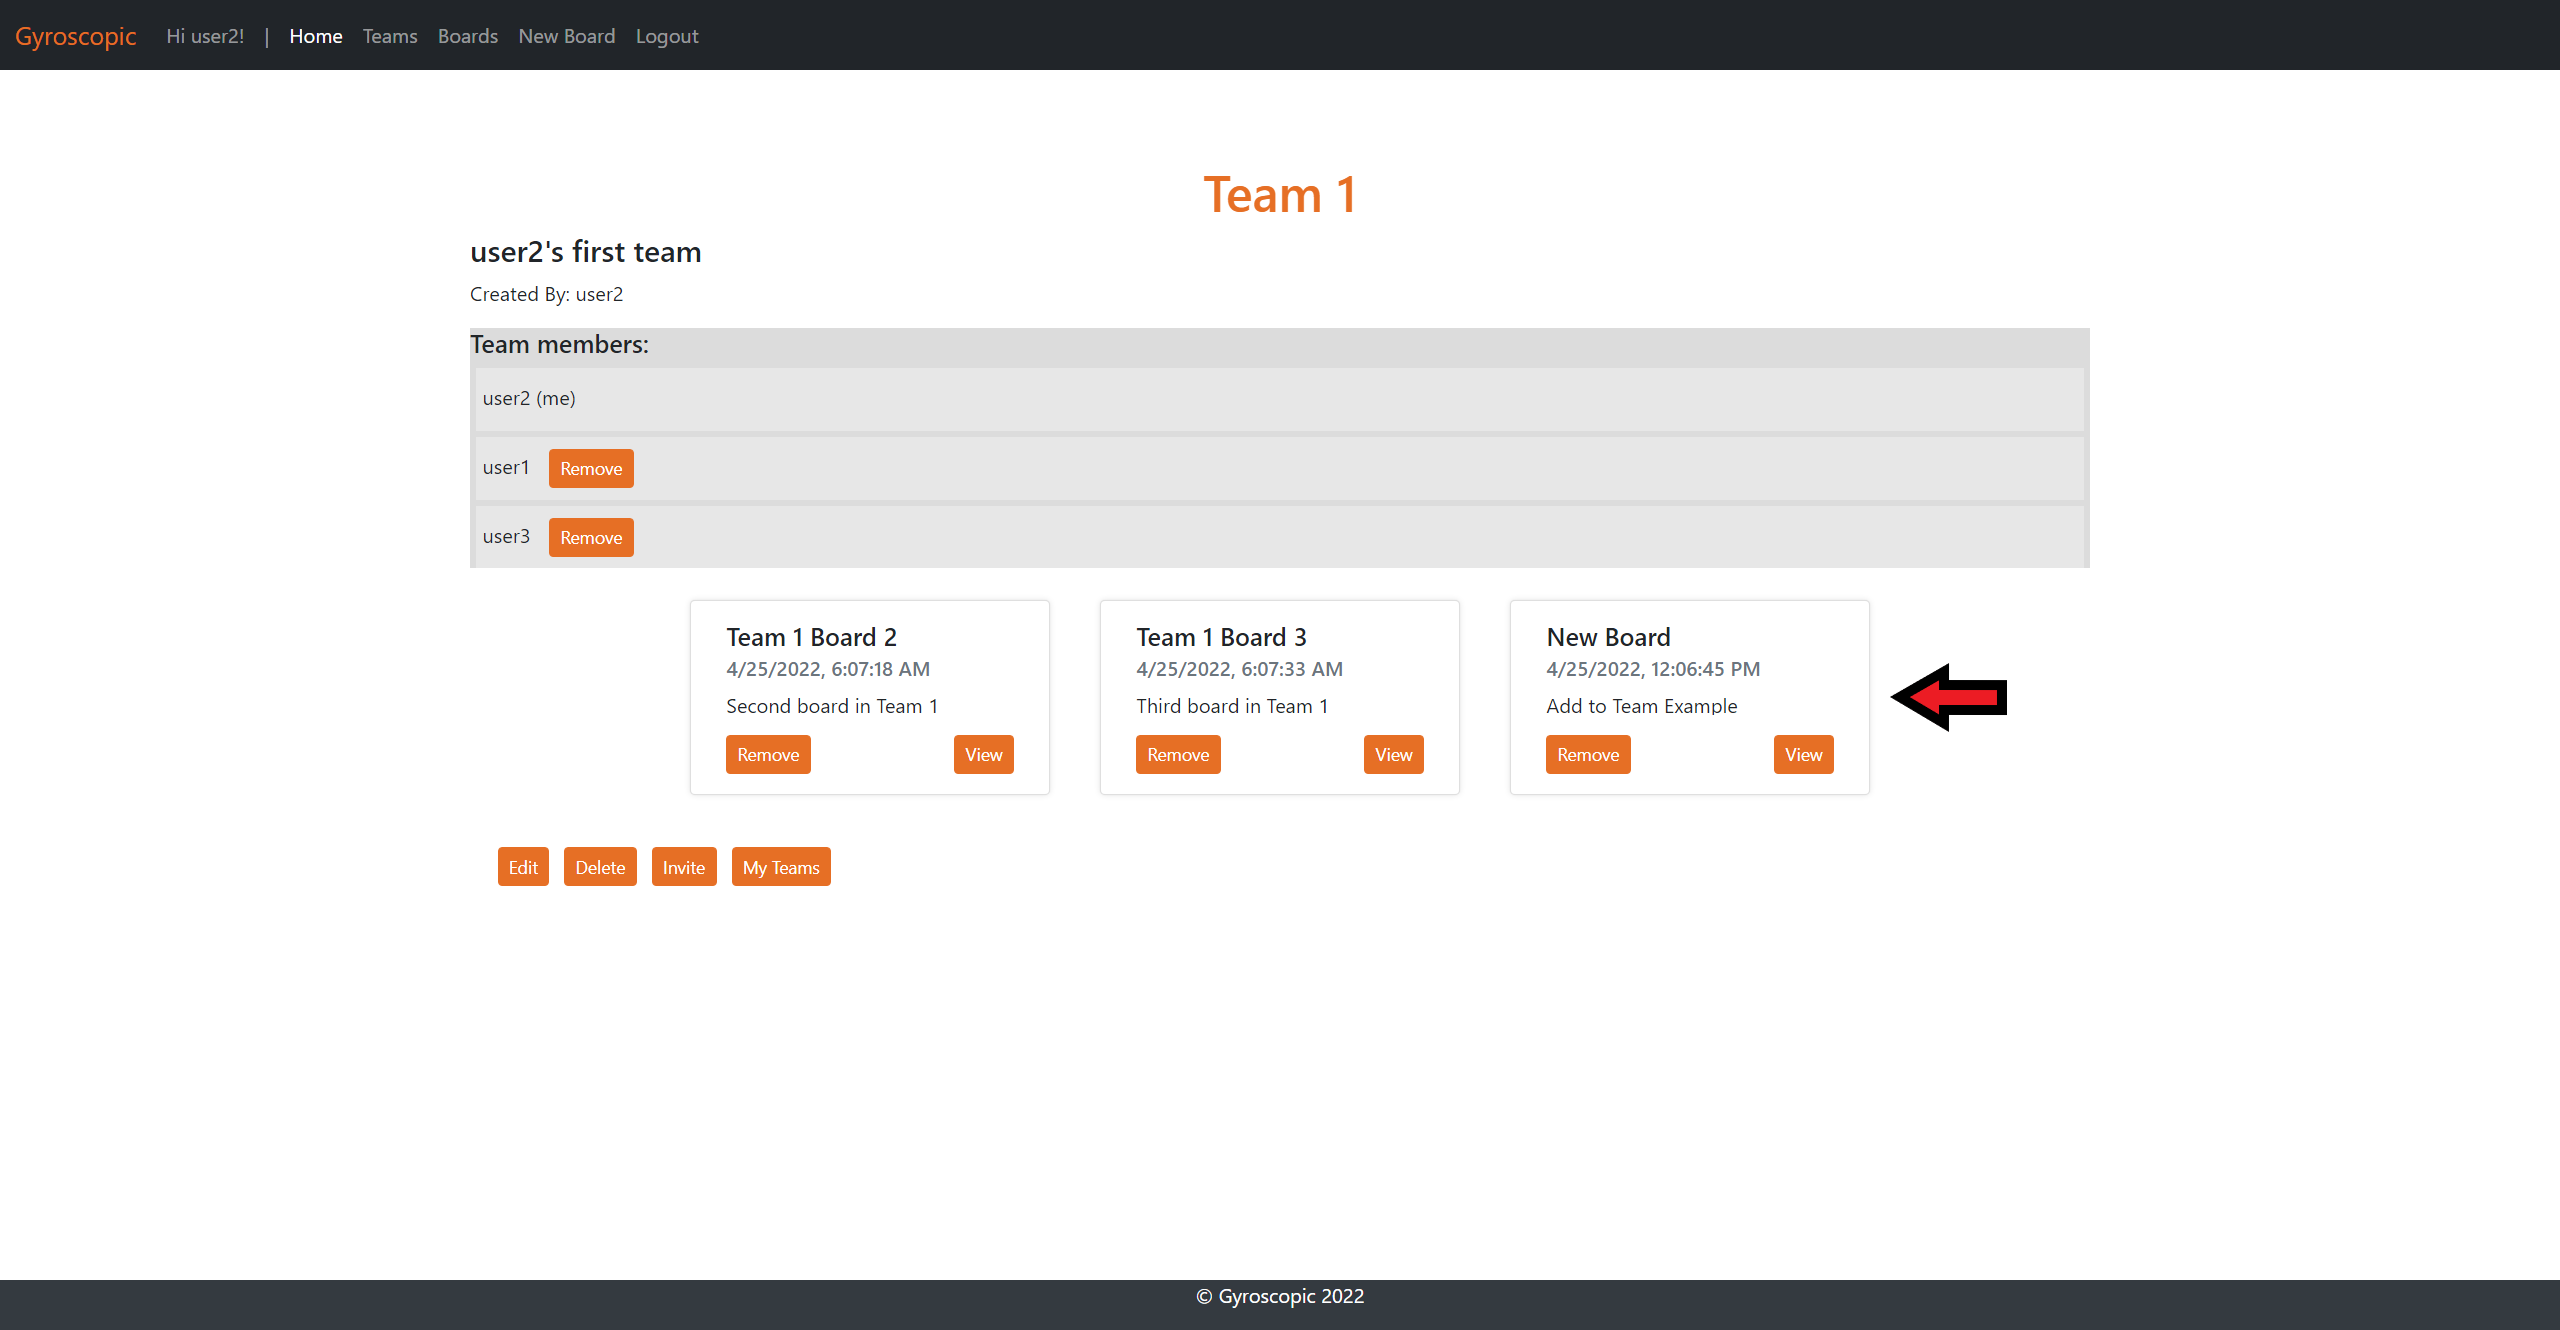 Gyroscopic Hi user2! | Home Teams Boards New Board Logout
Team 1
user2's first team
Created By: user2
Team members:
user2 (me)
user1 Remove
user3 Remove
Team 1 Board 2
4/25/2022, 6:07:18 AM
Second board in Team 1
Remove View
Team 1 Board 3
4/25/2022, 6:07:33 AM
Third board in Team 1
Remove View
New Board
4/25/2022, 12:06:45 PM
Add to Team Example
Remove View
Edit Delete Invite My Teams
© Gyroscopic 2022